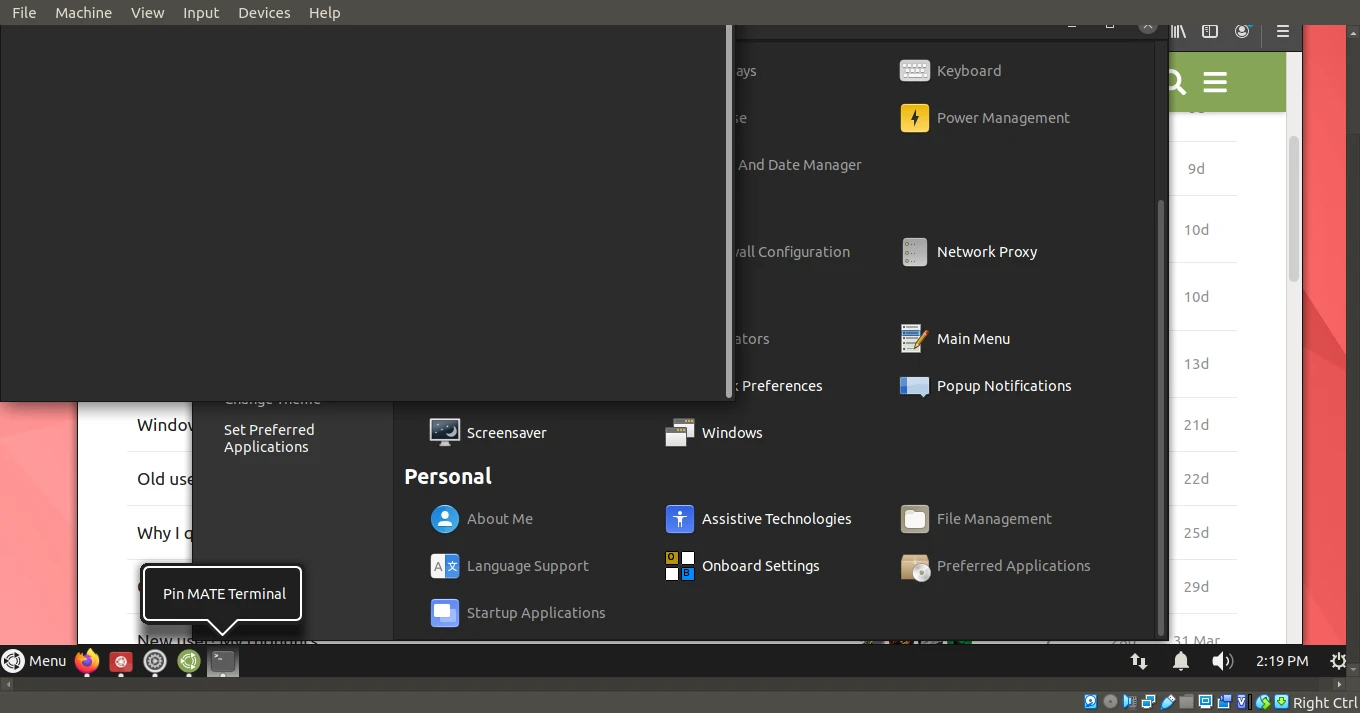 File Machine View Input Devices Help
ays
Keyboard
se
Power Management
And Date Manager
9d
10d
wall Configuration
Network Proxy
10d
ators
Main Menu
13d
k Preferences
Popup Notifications
Change Theme
Window
Set Preferred
Applications
Screensaver
Windows
21d
Personal
Old use
22d
About Me
Assistive Technologies
File Management
Why I q
25d
Language Support
Onboard Settings
Preferred Applications
29d
Pin MATE Terminal
Startup Applications
31 Mar
Menu
2:19 PM
Right Ctrl